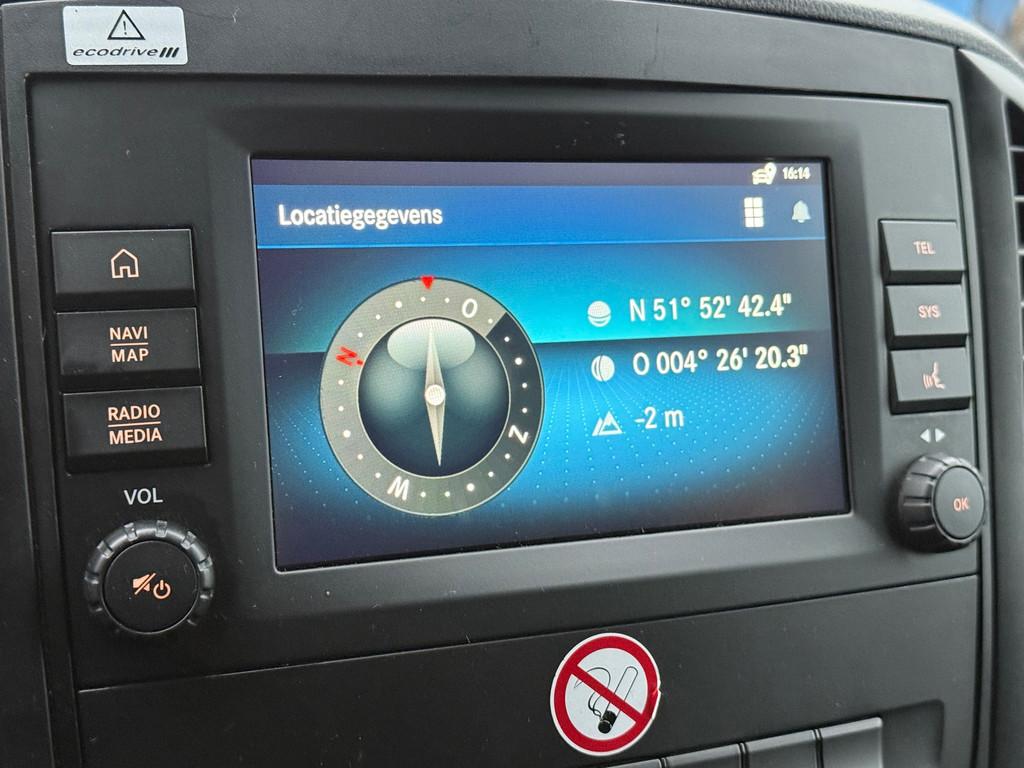 ecodrive
16:14
Locatiegegevens
N
O
Z
W
N 51° 52' 42.4"
O 004° 26' 20.3"
-2 m
NAVI
MAP
RADIO
MEDIA
VOL
TEL
SYS
OK